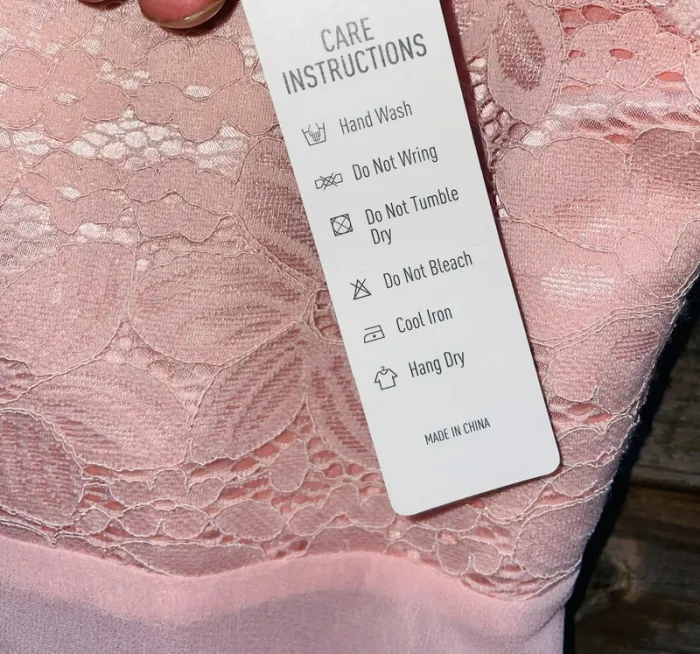 CARE
INSTRUCTIONS
Hand Wash
Do Not Wring
Do Not Tumble
Dry
Do Not Bleach
Cool Iron
Hang Dry
MADE IN CHINA